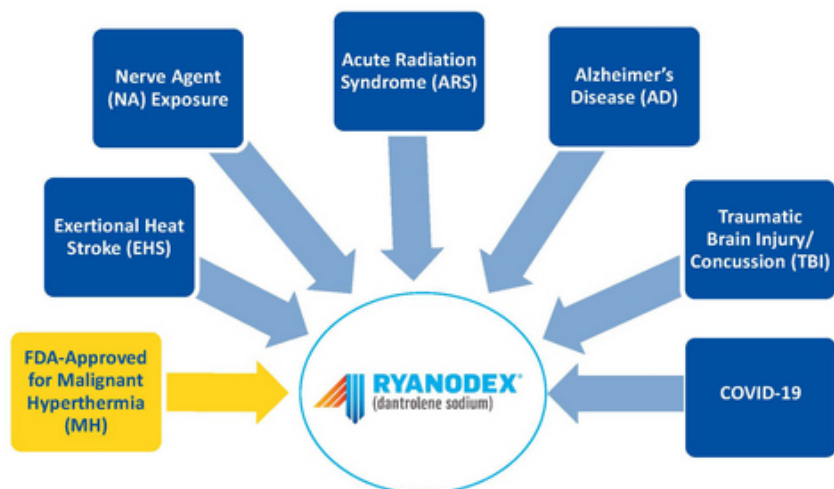 Nerve Agent
(NA) Exposure
Acute Radiation
Syndrome (ARS)
Alzheimer's
Disease (AD)
Exertional Heat
Stroke (EHS)
Traumatic
Brain Injury/
Concussion (TBI)
FDA-Approved
for Malignant
Hyperthermia
(MH)
RYANODEX®
(dantrolene sodium)
COVID-19